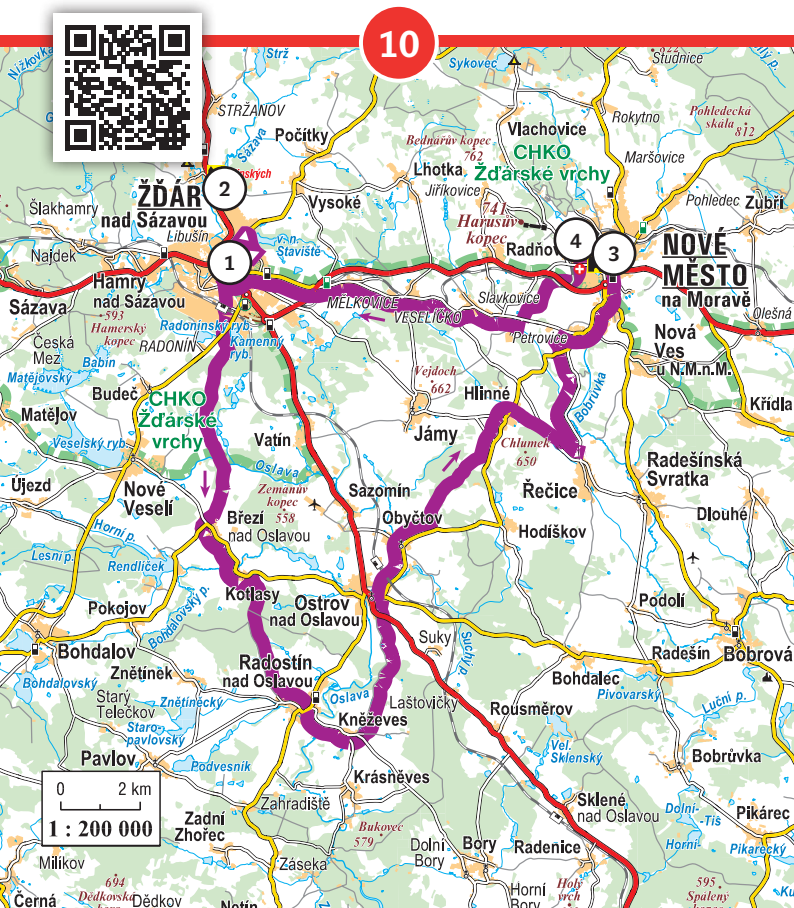 10
Sykovec
Studnice
Strž
STRŽANOV
Počítky
Sázava
Bednářův kopec
762
Vlachovice
CHKO
Žďárské vrchy
Rokytno
Pohledecká
skála 812
Maršovice
Lhotka
Jiříkovice
ŽĎÁR
nad Sázavou
2
Vysoké
741
Harusův
kopec
Pohledec
Zubří
Šlakhamry
Libušín
Najdek
1
v. n.
Staviště
4
3
NOVÉ
MĚSTO
na Moravě
Hamry
nad Sázavou
Sázava
593
Hamerský
kopec
MĚLKOVICE
VESELÍČKO
Slavkovice
Petrovice
Olešná
Radonínský ryb.
RADONÍN
Kamenný
ryb.
Česká
Mez
Babín
Matějovský
Nová
Ves
u N.M.n.M.
Vejdoch
662
Bobrůvka
Budeč
CHKO
Žďárské
vrchy
Hlinné
Křídla
Matějov
Jámy
Veselský ryb.
Vatín
Chlumek
650
Radešínská
Svratka
Újezd
Nové
Veselí
Oslava
Zemanův
kopec
558
Sazomín
Řečice
Dlouhé
Horní p.
Březí
nad Oslavou
Obyčtov
Hodíškov
Lesní p.
Rendlíček
Pokojov
Bohdalovský p.
Kotlasy
Ostrov
nad Oslavou
Podolí
Suky
Suchý p.
Bohdalov
Radešín
Bobrová
Radostín
nad Oslavou
Znětínek
Bohdalec
Bohdalovský
Znětínecký
Pivovarský
Starý
Telečkov
Oslava
Laštovičky
Luční p.
Staro-
pavlovský
Kněževes
Rousměrov
Pavlov
Podvesník
Vel.
Sklenský
Bobrůvka
Krásněves
0 2 km
1 : 200 000
Zahradiště
Sklené
nad Oslavou
Dolní-
-Tiš
Pikárec
Zadní
Zhořec
Bukovec
579
Dolní
Bory
Bory
Radenice
Horní
Pikarecký
Milíkov
Záseka
694
Dědkovská
Dědkov
Horní
Bory
Holý
vrch
595
Spálený
Černá